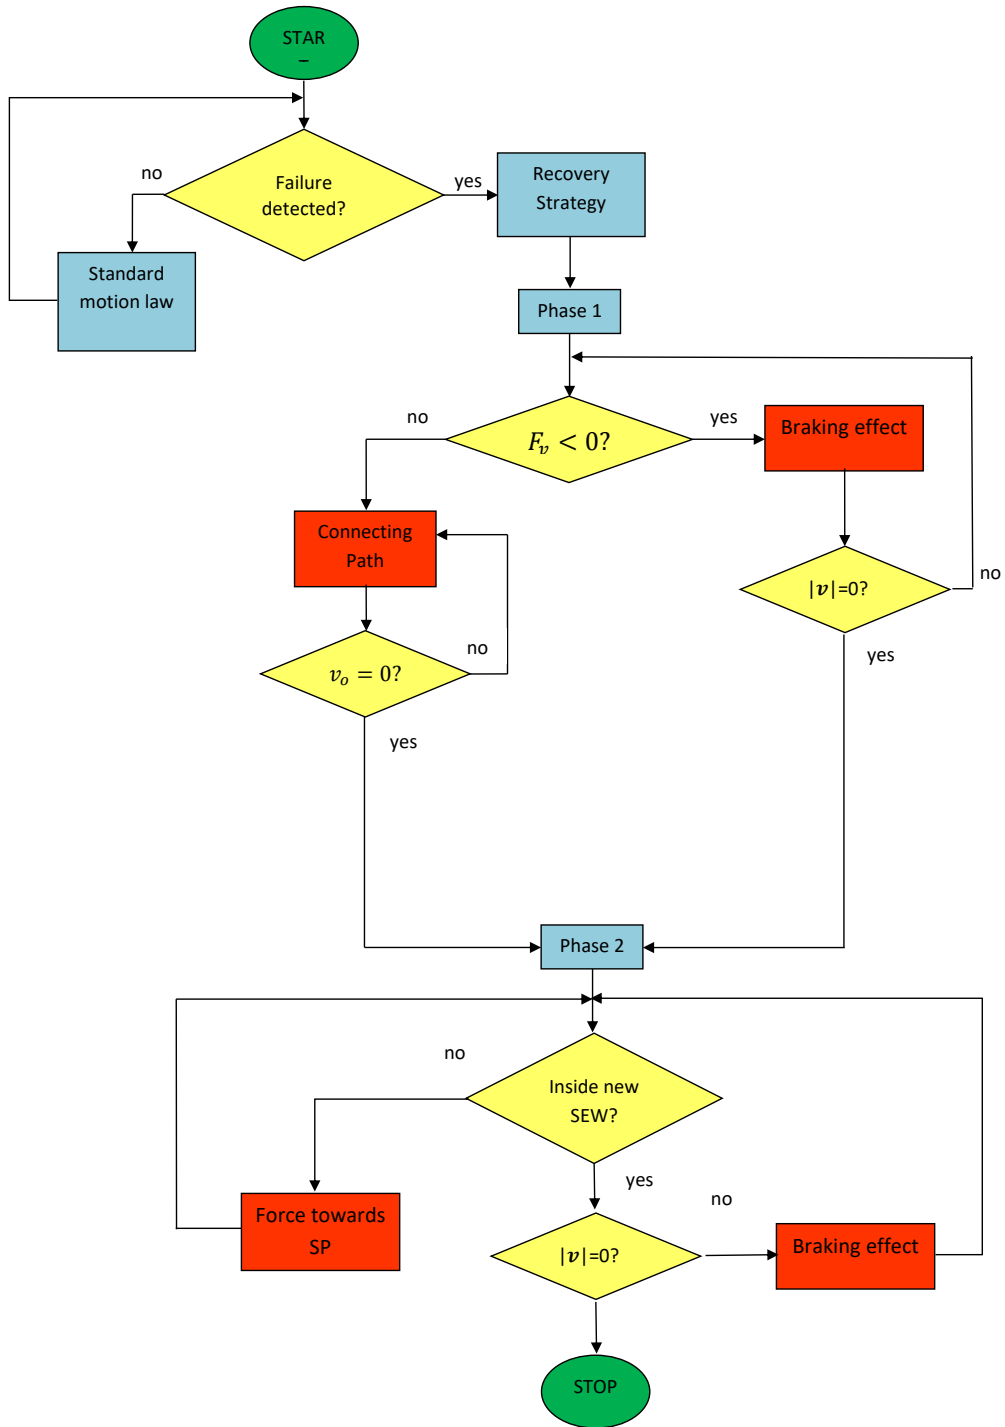 STAR
no
Failure
detected?
yes
Recovery
Strategy
Standard
motion law
Phase 1
no
F_v < 0?
yes
Braking effect
Connecting
Path
|v|=0?
no
no
v_o = 0?
yes
yes
Phase 2
no
Inside new
SEW?
yes
no
Force towards
SP
|v|=0?
Braking effect
STOP